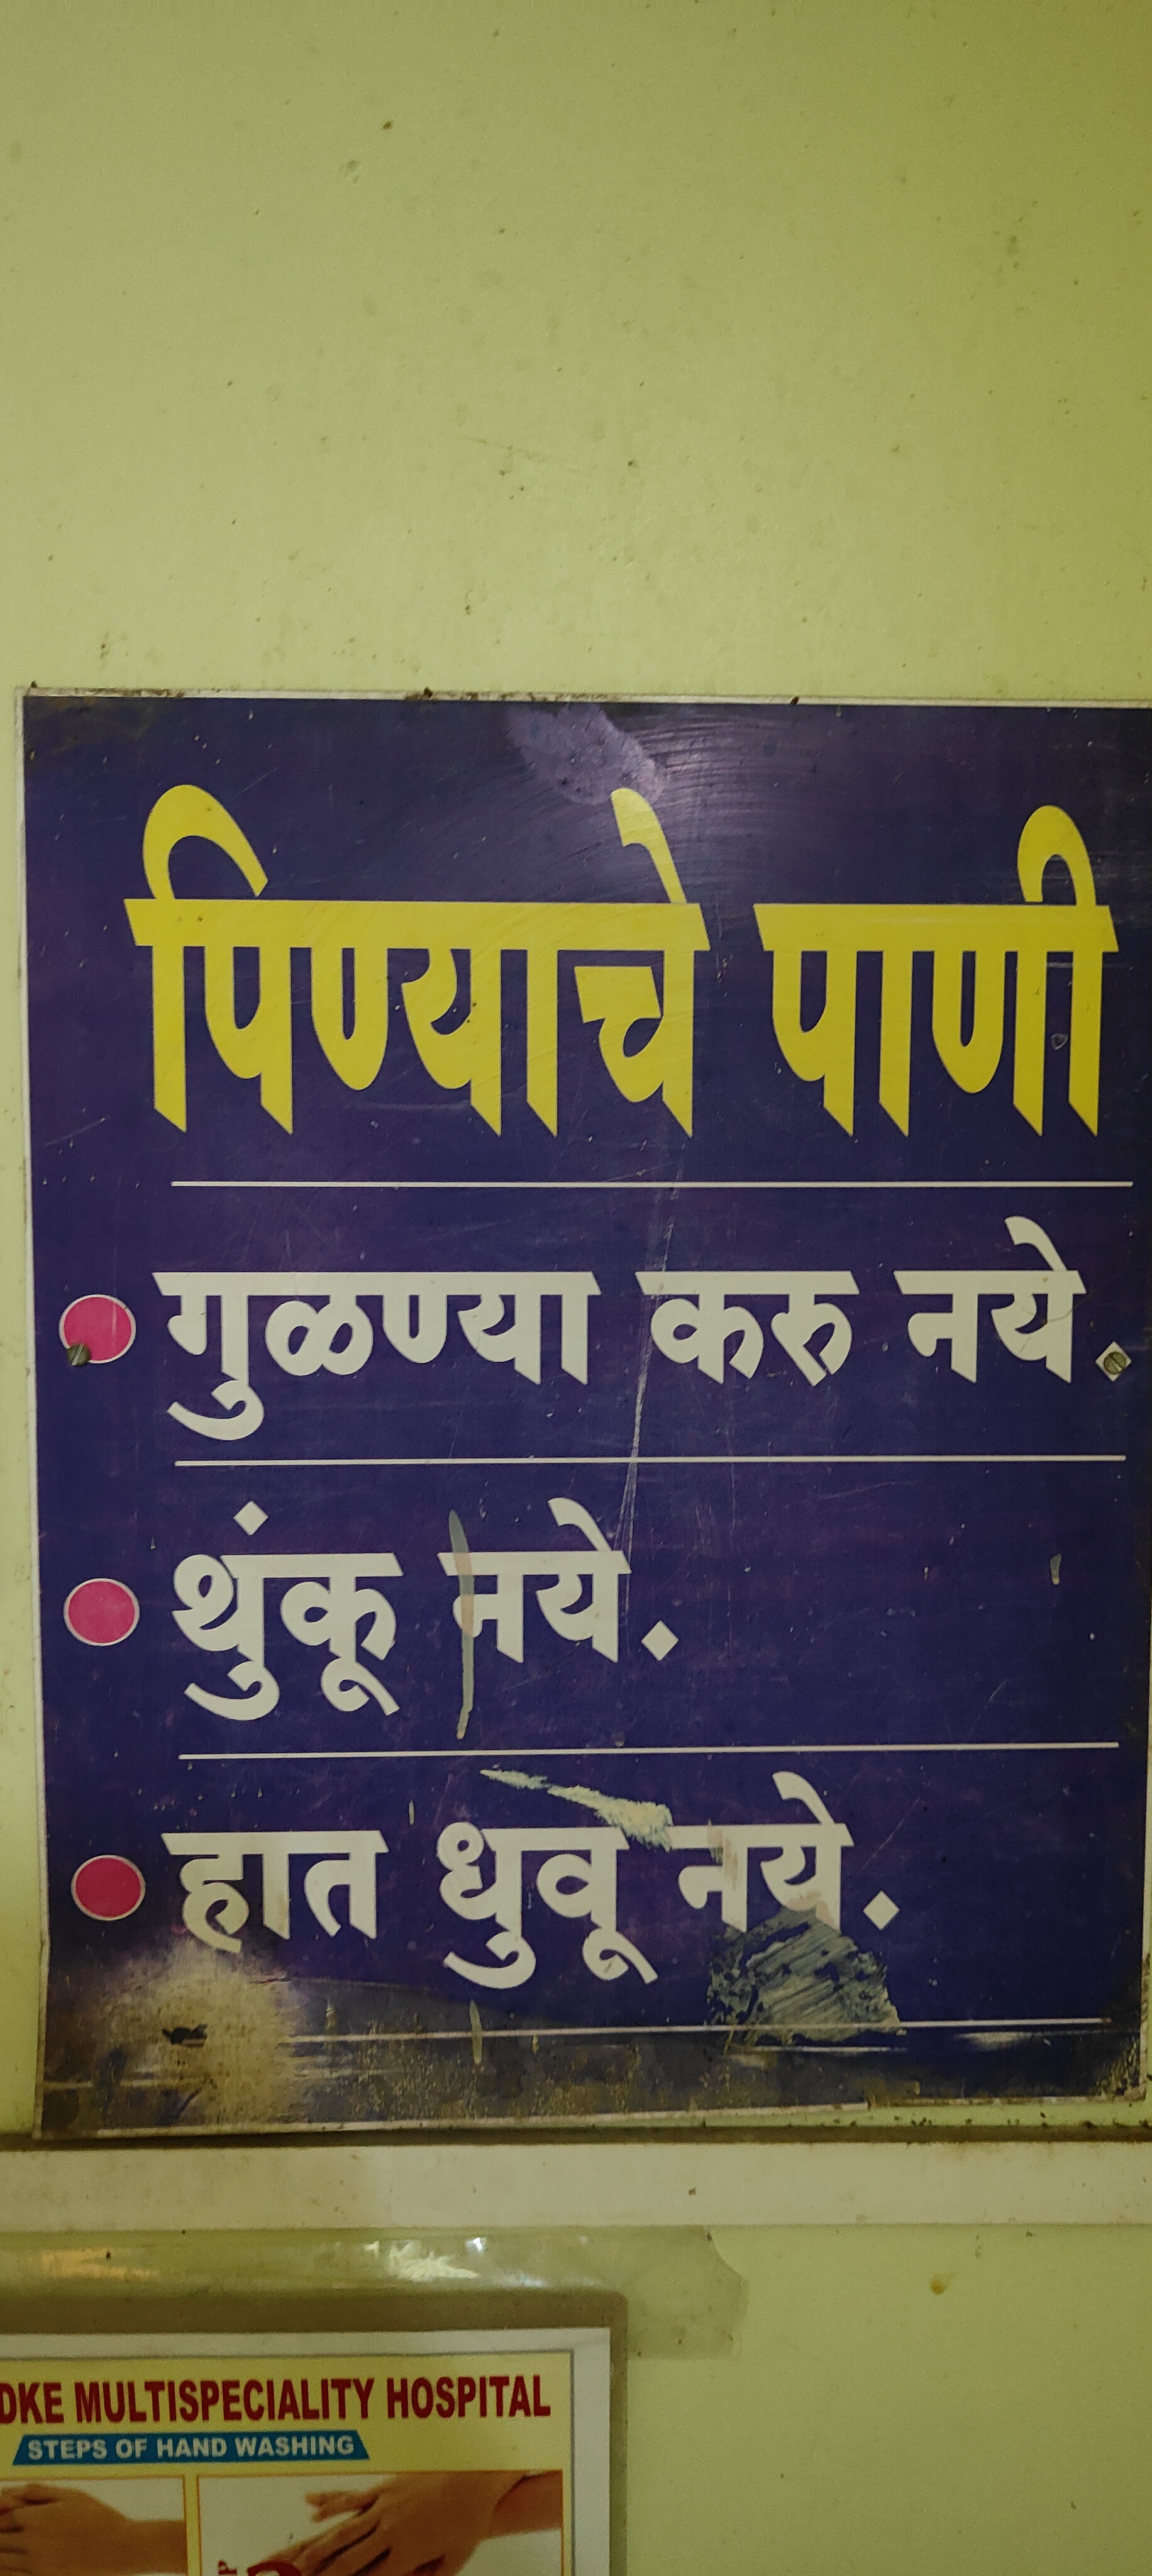 पिण्याचे पाणी
गुळण्या करु नये.
थुंकू नये.
हात धुवू नये.
MULTISPECIALITY HOSPITAL
STEPS OF HAND WASHING